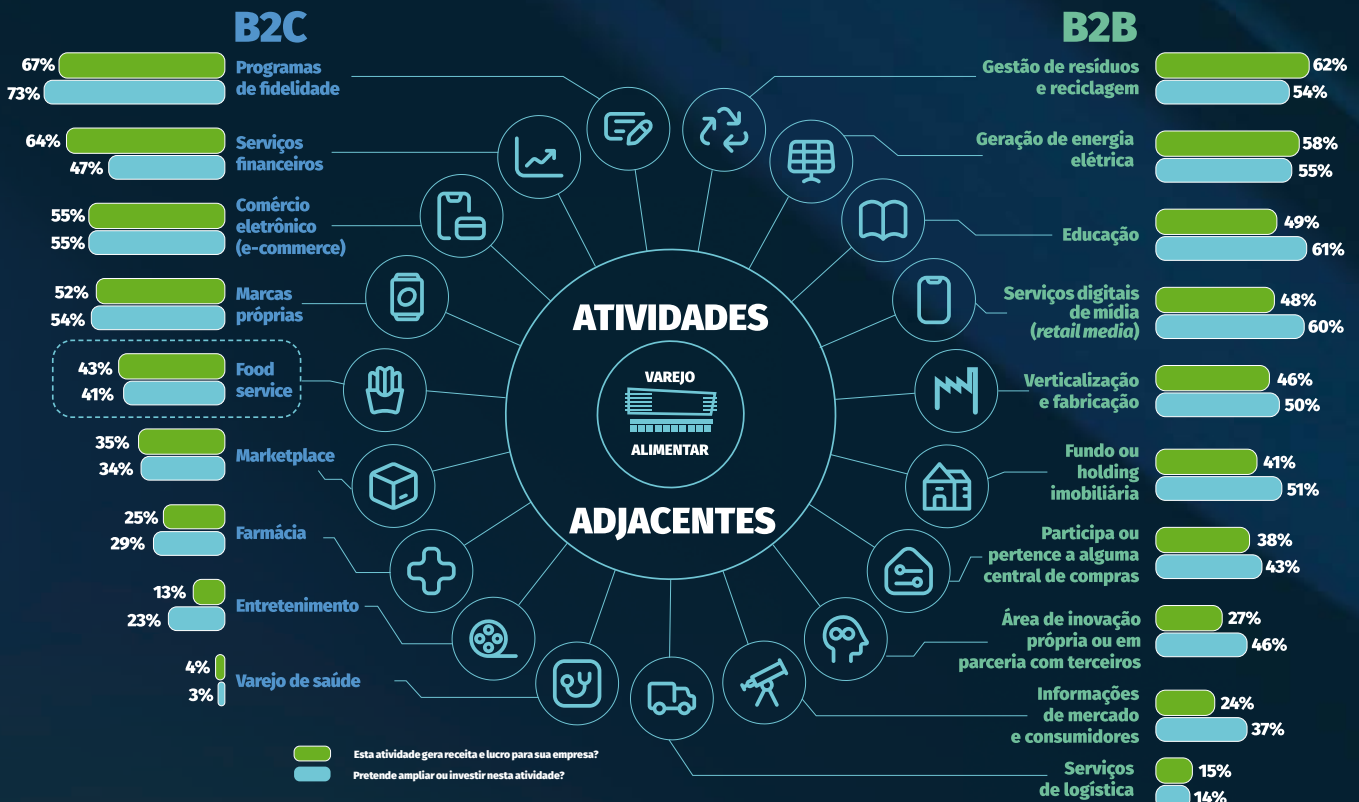 B2C
67%
73%
Programas
de fidelidade
64%
47%
Serviços
financeiros
55%
55%
Comércio
eletrônico
(e-commerce)
52%
54%
Marcas
próprias
43%
41%
Food
service
35%
34%
Marketplace
25%
29%
Farmácia
13%
23%
Entretenimento
4%
3%
Varejo de saúde
ATIVIDADES
VAREJO
ALIMENTAR
ADJACENTES
B2B
Gestão de resíduos
e reciclagem
62%
54%
Geração de energia
elétrica
58%
55%
Educação
49%
61%
Serviços digitais
de mídia
(retail media)
48%
60%
Verticalização
e fabricação
46%
50%
Fundo ou
holding
imobiliária
41%
51%
Participa ou
pertence a alguma
central de compras
38%
43%
Área de inovação
própria ou em
parceria com terceiros
27%
46%
Informações
de mercado
e consumidores
24%
37%
Serviços
de logística
15%
14%
Esta atividade gera receita e lucro para sua empresa?
Pretende ampliar ou investir nesta atividade?